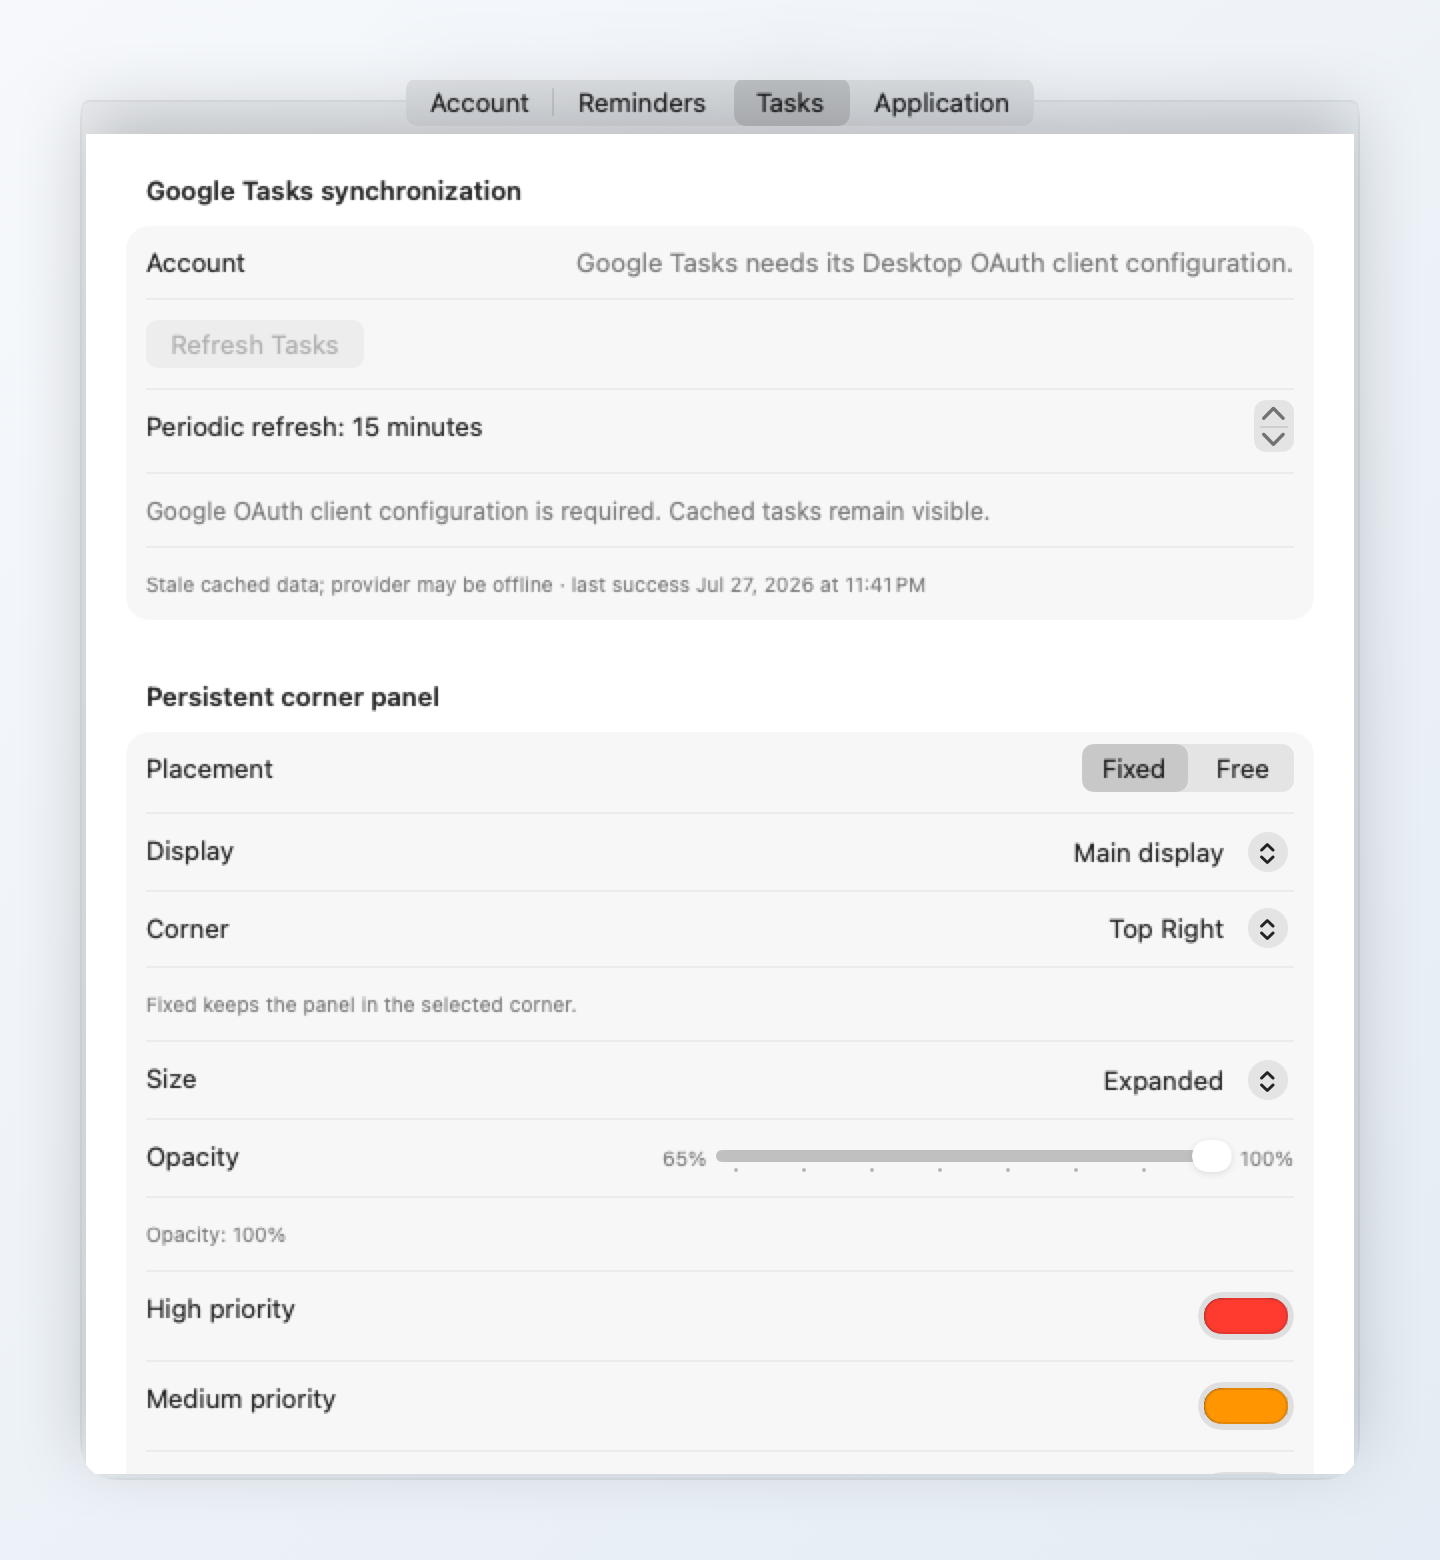 Account Reminders Tasks Application
Google Tasks synchronization
Account Google Tasks needs its Desktop OAuth client configuration.
Refresh Tasks
Periodic refresh: 15 minutes
Google OAuth client configuration is required. Cached tasks remain visible.
Stale cached data; provider may be offline · last success Jul 27, 2026 at 11:41 PM
Persistent corner panel
Placement Fixed Free
Display Main display
Corner Top Right
Fixed keeps the panel in the selected corner.
Size Expanded
Opacity 65% 100%
Opacity: 100%
High priority
Medium priority